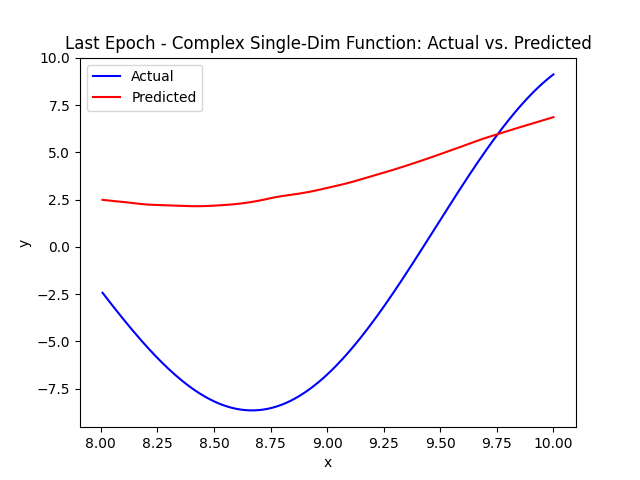 Last Epoch - Complex Single-Dim Function: Actual vs. Predicted
Actual
Predicted
y
10.0
7.5
5.0
2.5
0.0
−2.5
−5.0
−7.5
8.00 8.25 8.50 8.75 9.00 9.25 9.50 9.75 10.00
x